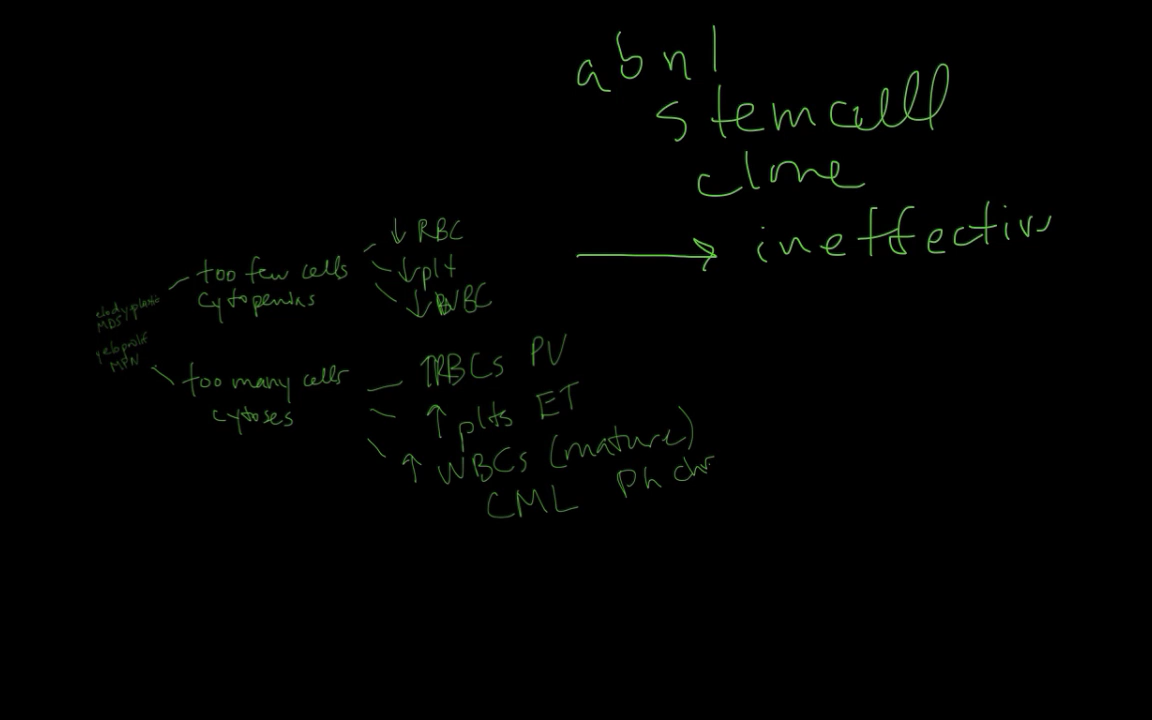 abnl
stemcell
clone
ineffectiv
↓ RBC
too few cells
↓ plt
cytopenias
↓ WBC
MDS
MPN
too many cells
cytoses
↑RBCs PV
↑ plts ET
↑ WBCs (mature)
CML Ph chr